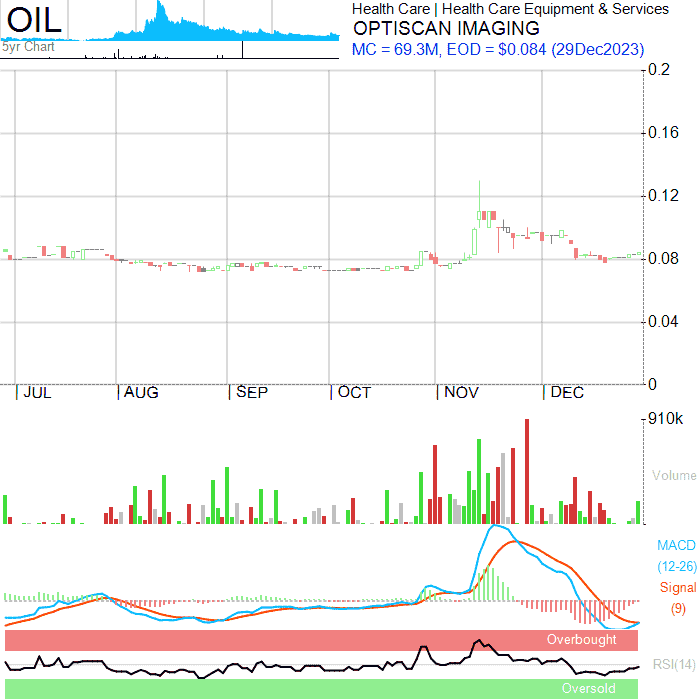 OIL
5yr Chart
Health Care | Health Care Equipment & Services
OPTISCAN IMAGING
MC = 69.3M, EOD = $0.084 (29Dec2023)
0.2
0.16
0.12
0.08
0.04
0
| JUL | AUG | SEP | OCT | NOV | DEC
910k
Volume
MACD
(12-26)
Signal
(9)
Overbought
RSI(14)
Oversold